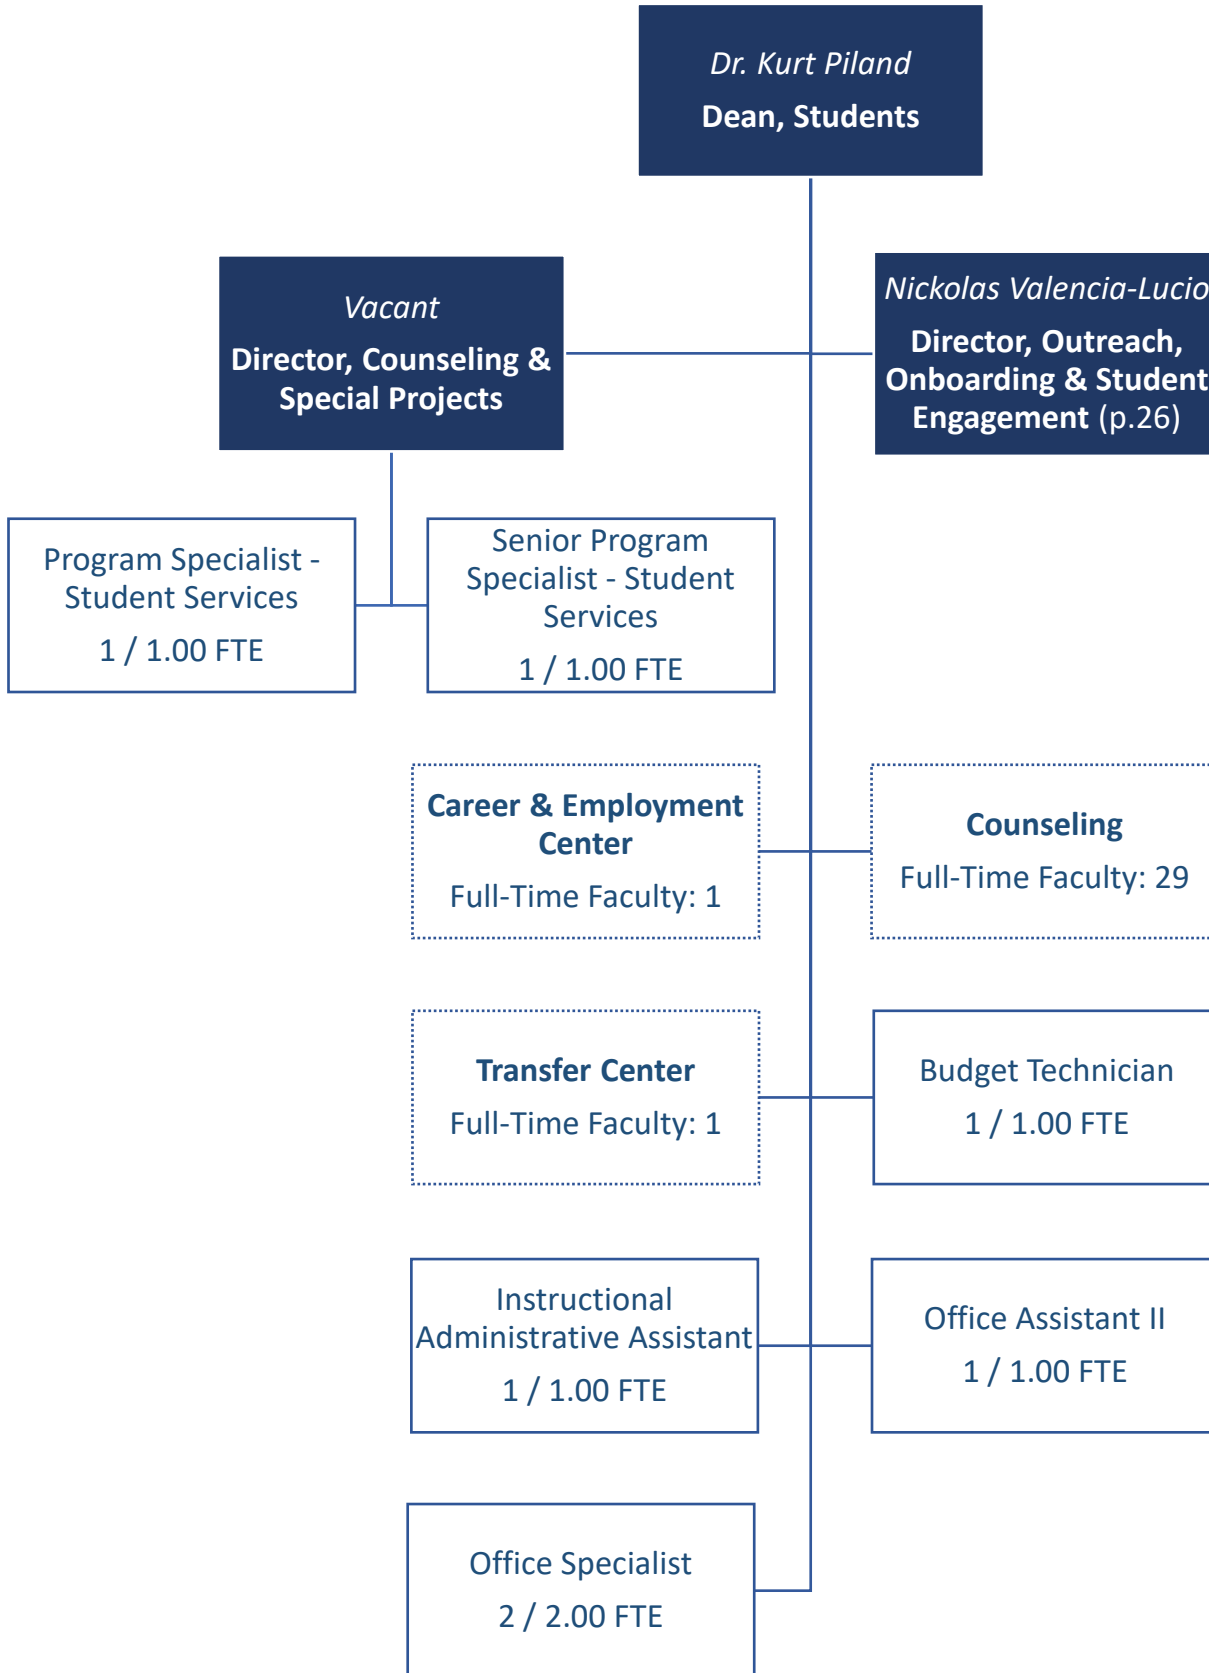 Dr. Kurt Piland
Dean, Students
Vacant
Director, Counseling &
Special Projects
Nickolas Valencia-Lucio
Director, Outreach,
Onboarding & Student
Engagement (p.26)
Program Specialist -
Student Services
1 / 1.00 FTE
Senior Program
Specialist - Student
Services
1 / 1.00 FTE
Career & Employment
Center
Full-Time Faculty: 1
Counseling
Full-Time Faculty: 29
Transfer Center
Full-Time Faculty: 1
Budget Technician
1 / 1.00 FTE
Instructional
Administrative Assistant
1 / 1.00 FTE
Office Assistant II
1 / 1.00 FTE
Office Specialist
2 / 2.00 FTE